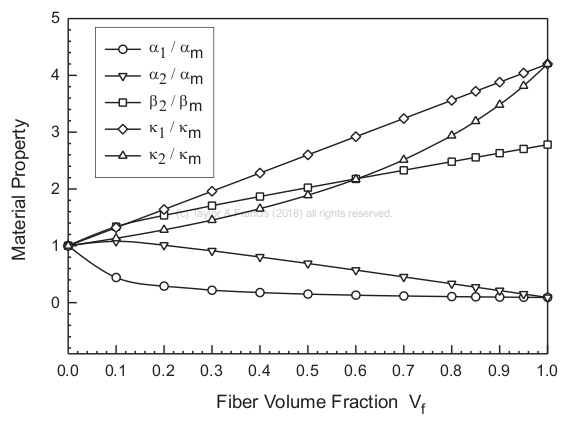 5
4
3
2
1
0
Material Property
α1 / αm
α2 / αm
β2 / βm
κ1 / κm
κ2 / κm
(c) Taylor & Francis (2018) all rights reserved.
0.0 0.1 0.2 0.3 0.4 0.5 0.6 0.7 0.8 0.9 1.0
Fiber Volume Fraction Vf